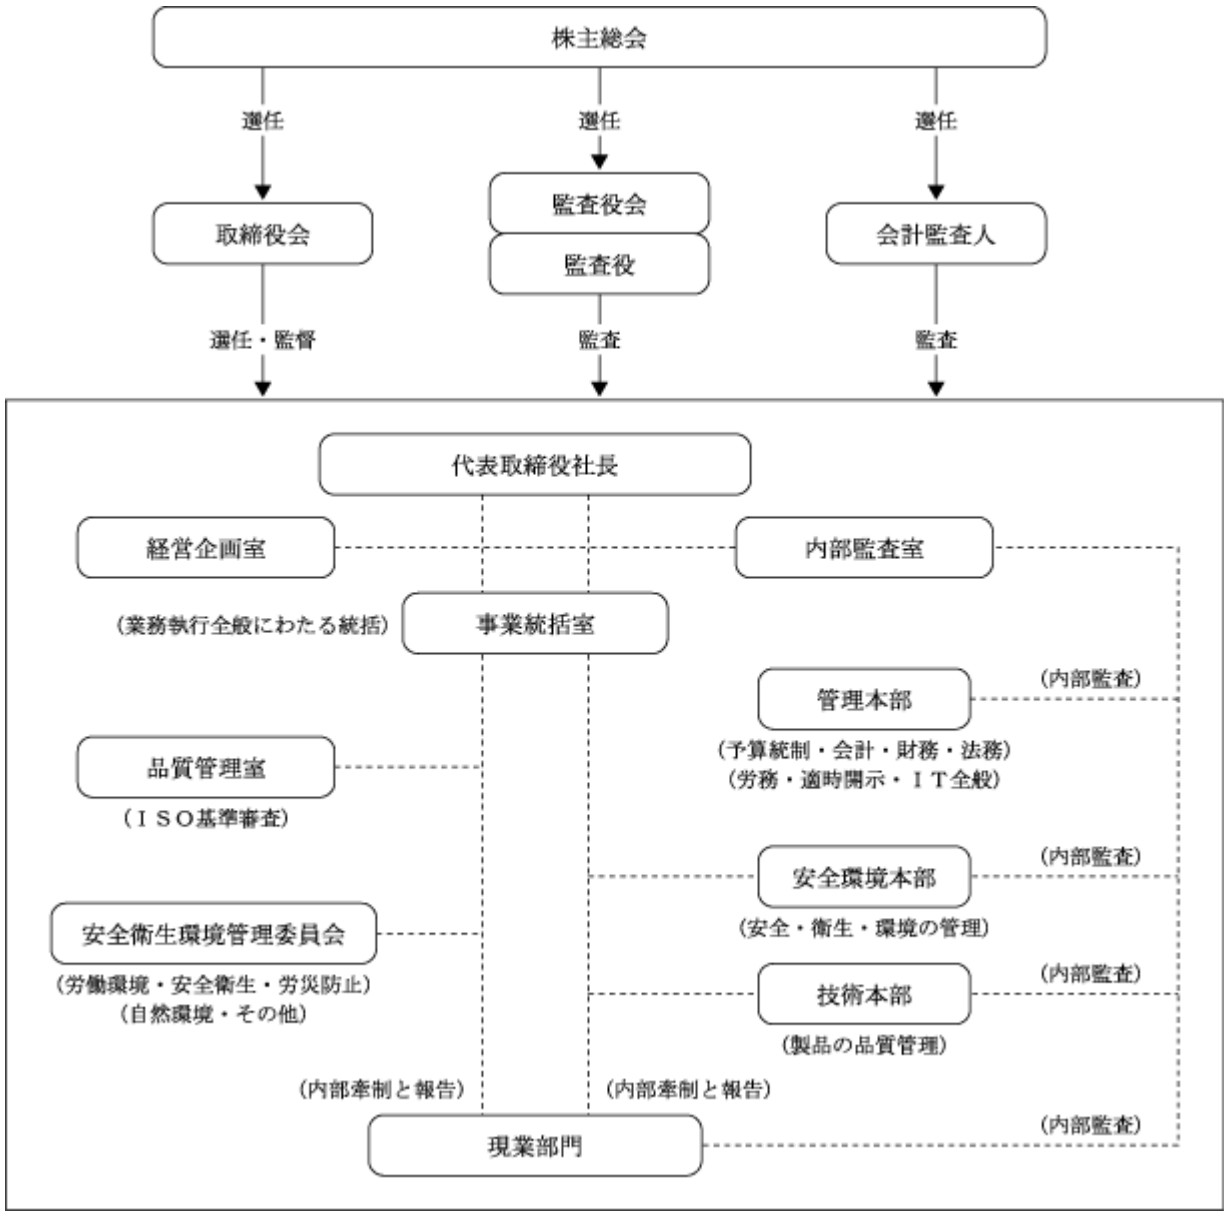 株主総会
選任
選任
選任
取締役会
監査役会
監査役
会計監査人
選任・監督
監査
監査
代表取締役社長
経営企画室
内部監査室
(業務執行全般にわたる統括)
事業統括室
(内部監査)
管理本部
(予算統制・会計・財務・法務)
(労務・適時開示・ＩＴ全般)
品質管理室
(ＩＳＯ基準審査)
(内部監査)
安全環境本部
(安全・衛生・環境の管理)
安全衛生環境管理委員会
(労働環境・安全衛生・労災防止)
(自然環境・その他)
(内部監査)
技術本部
(製品の品質管理)
(内部牽制と報告)
(内部牽制と報告)
(内部監査)
現業部門